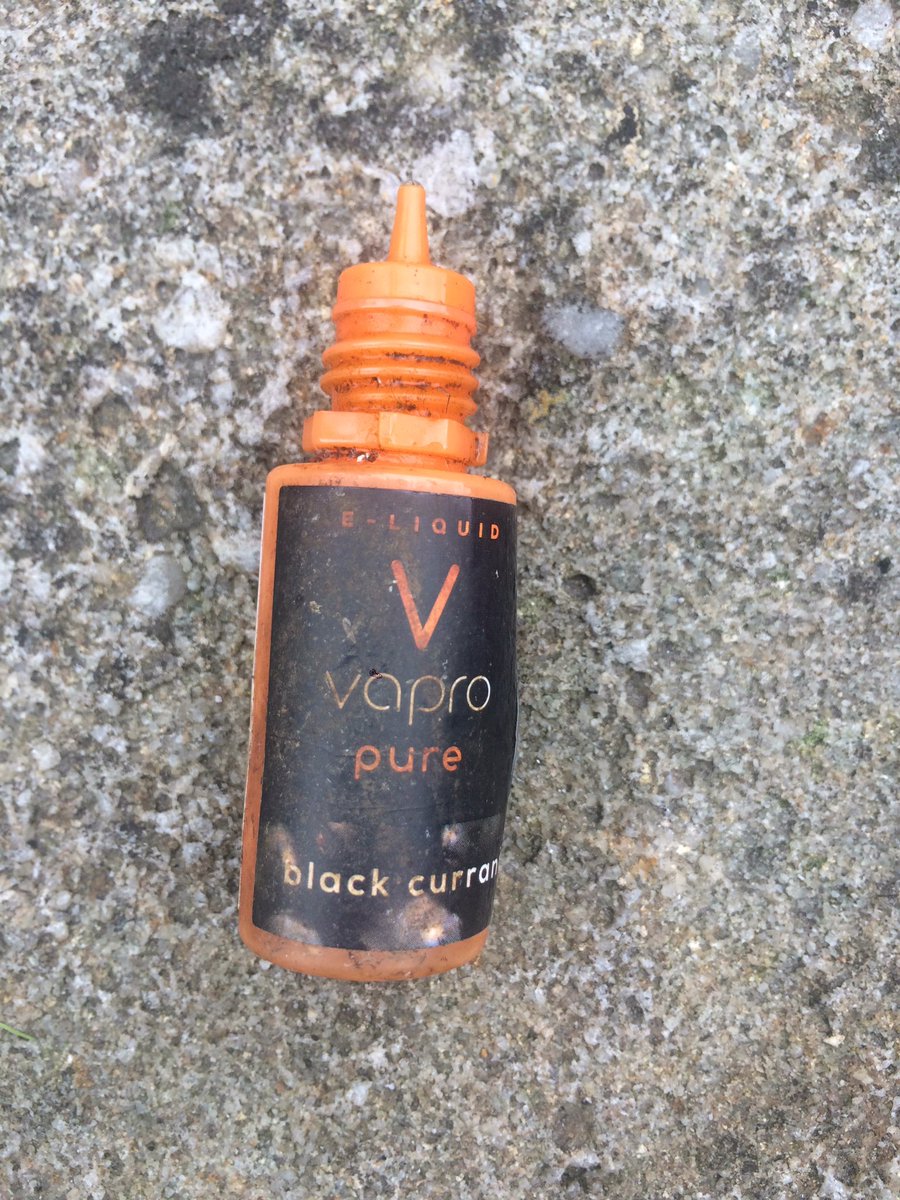 E-LIQUID
V
vapro
pure
black curran